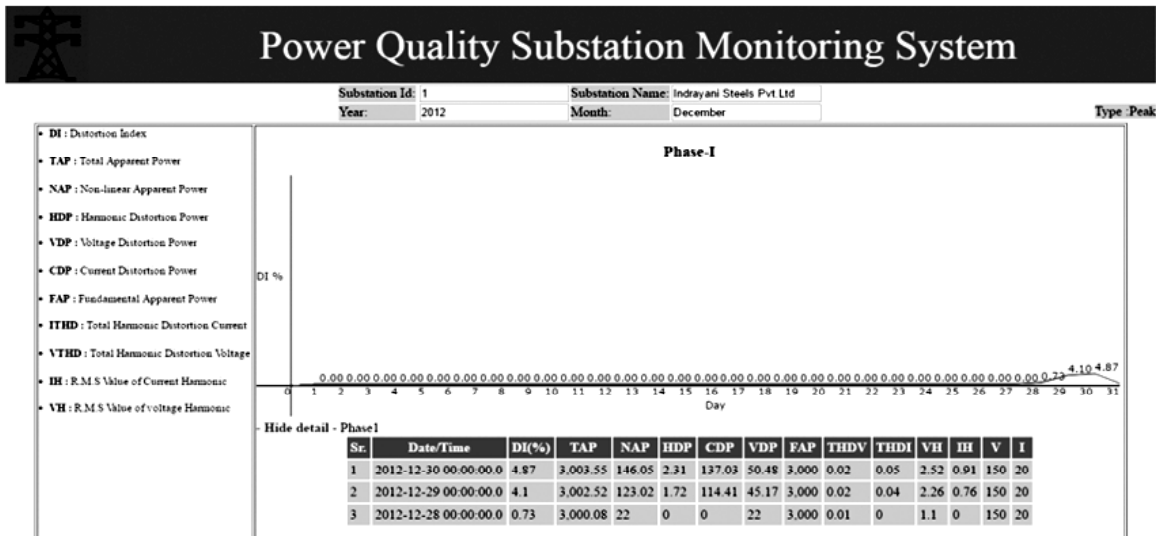 Power Quality Substation Monitoring System
Substation Id: 1 Substation Name: Indrayani Steels Pvt Ltd
Year: 2012 Month: December Type :Peak
• DI : Distortion Index
• TAP : Total Apparent Power
• NAP : Non-linear Apparent Power
• HDP : Harmonic Distortion Power
• VDP : Voltage Distortion Power
• CDP : Current Distortion Power
• FAP : Fundamental Apparent Power
• ITHD : Total Harmonic Distortion Current
• VTHD : Total Harmonic Distortion Voltage
• IH : R.M.S Value of Current Harmonic
• VH : R.M.S Value of voltage Harmonic
Phase-I
DI %
0.00 0.00 0.00 0.00 0.00 0.00 0.00 0.00 0.00 0.00 0.00 0.00 0.00 0.00 0.00 0.00 0.00 0.00 0.00 0.00 0.00 0.00 0.00 0.00 0.00 0.00 0.00 0.73 4.10 4.87
0 1 2 3 4 5 6 7 8 9 10 11 12 13 14 15 16 17 18 19 20 21 22 23 24 25 26 27 28 29 30 31
Day
- Hide detail - Phase1
Sr. Date/Time DI(%) TAP NAP HDP CDP VDP FAP THDV THDI VH IH V I
1 2012-12-30 00:00:00.0 4.87 3,003.55 146.05 2.31 137.03 50.48 3,000 0.02 0.05 2.52 0.91 150 20
2 2012-12-29 00:00:00.0 4.1 3,002.52 123.02 1.72 114.41 45.17 3,000 0.02 0.04 2.26 0.76 150 20
3 2012-12-28 00:00:00.0 0.73 3,000.08 22 0 0 22 3,000 0.01 0 1.1 0 150 20